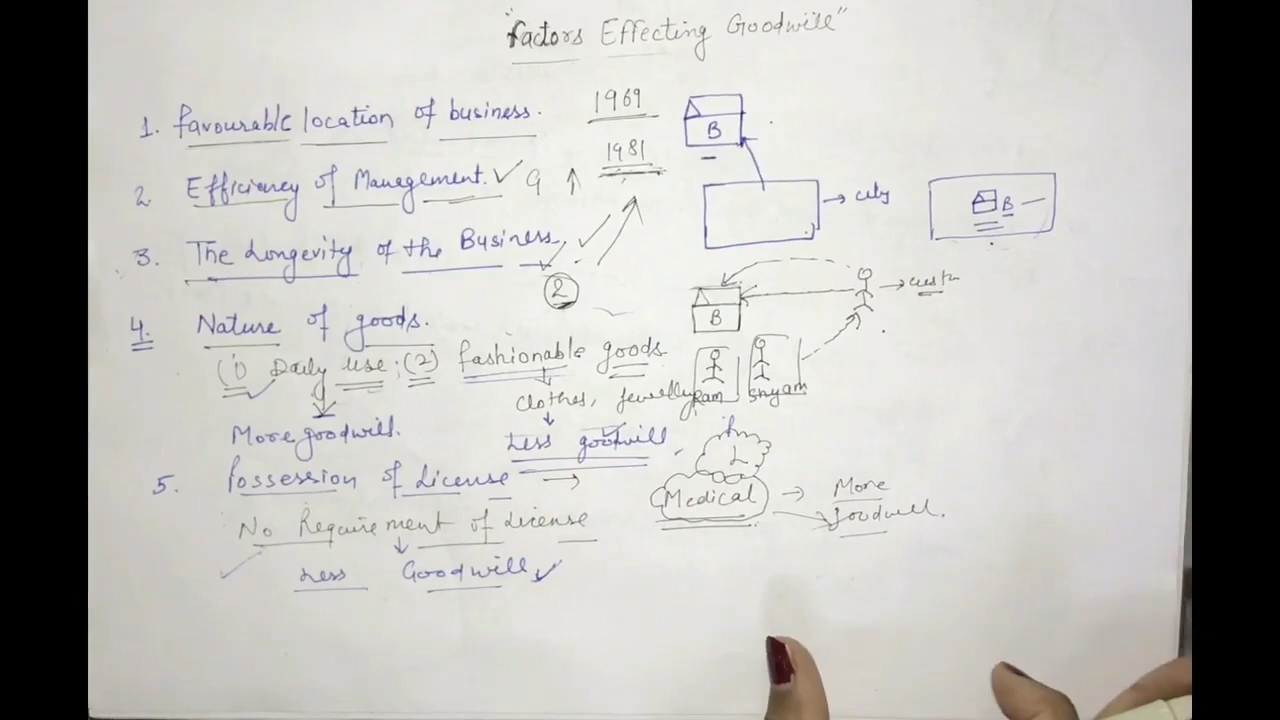 "Factors Effecting Goodwill"
1. favourable location of business. 1969 B
2 Efficiency of Management. ✓ G ↑ 1981 → city B
3. The Longevity of the Business, ✓
2 → custr
B
4. Nature of goods.
(1) Daily use ; (2) fashionable goods.
clothes, jewellery Ram Shyam
More goodwill. Less goodwill L
5. Possession of License → Medical → More goodwill.
No Requirement of License
Less Goodwill ✓